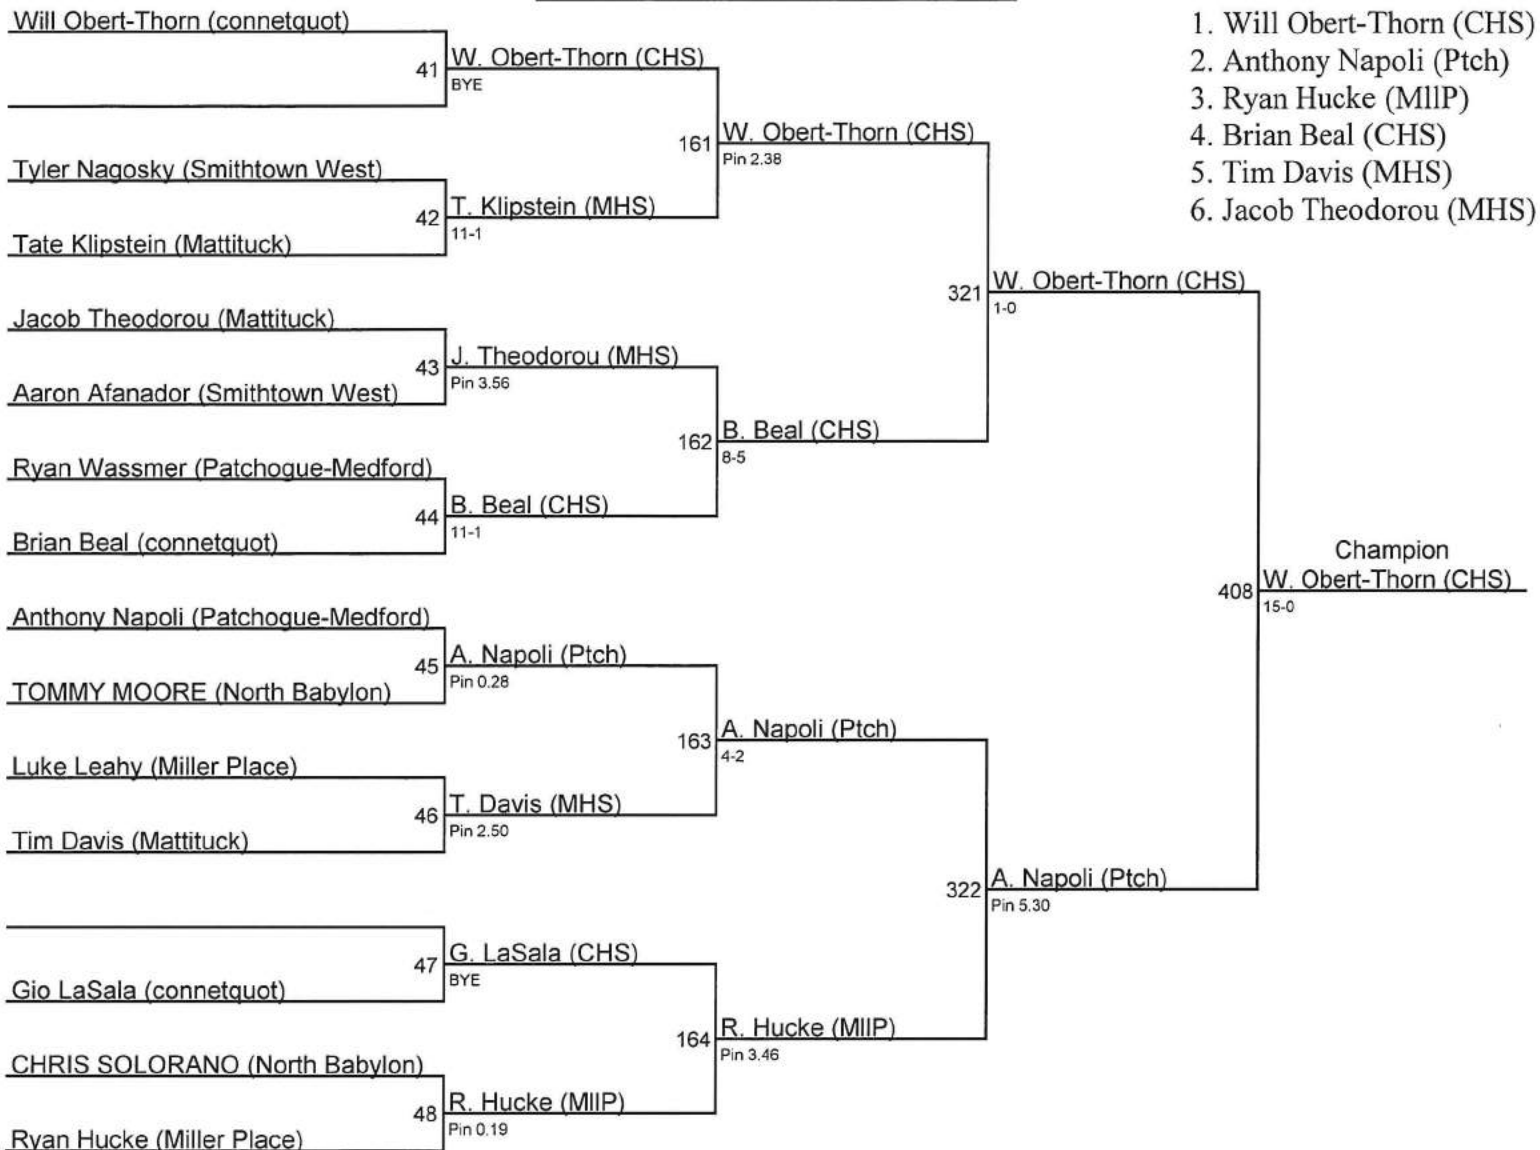 Will Obert-Thorn (connetquot)
41
W. Obert-Thorn (CHS)
BYE
Tyler Nagosky (Smithtown West)
42
T. Klipstein (MHS)
11-1
Tate Klipstein (Mattituck)
161
W. Obert-Thorn (CHS)
Pin 2.38
Jacob Theodorou (Mattituck)
43
J. Theodorou (MHS)
Pin 3.56
Aaron Afanador (Smithtown West)
Ryan Wassmer (Patchogue-Medford)
44
B. Beal (CHS)
11-1
Brian Beal (connetquot)
162
B. Beal (CHS)
8-5
321
W. Obert-Thorn (CHS)
1-0
Anthony Napoli (Patchogue-Medford)
45
A. Napoli (Ptch)
Pin 0.28
TOMMY MOORE (North Babylon)
Luke Leahy (Miller Place)
46
T. Davis (MHS)
Pin 2.50
Tim Davis (Mattituck)
163
A. Napoli (Ptch)
4-2
47
G. LaSala (CHS)
BYE
Gio LaSala (connetquot)
CHRIS SOLORANO (North Babylon)
48
R. Hucke (MllP)
Pin 0.19
Ryan Hucke (Miller Place)
164
R. Hucke (MllP)
Pin 3.46
322
A. Napoli (Ptch)
Pin 5.30
408
Champion
W. Obert-Thorn (CHS)
15-0
1. Will Obert-Thorn (CHS)
2. Anthony Napoli (Ptch)
3. Ryan Hucke (MllP)
4. Brian Beal (CHS)
5. Tim Davis (MHS)
6. Jacob Theodorou (MHS)